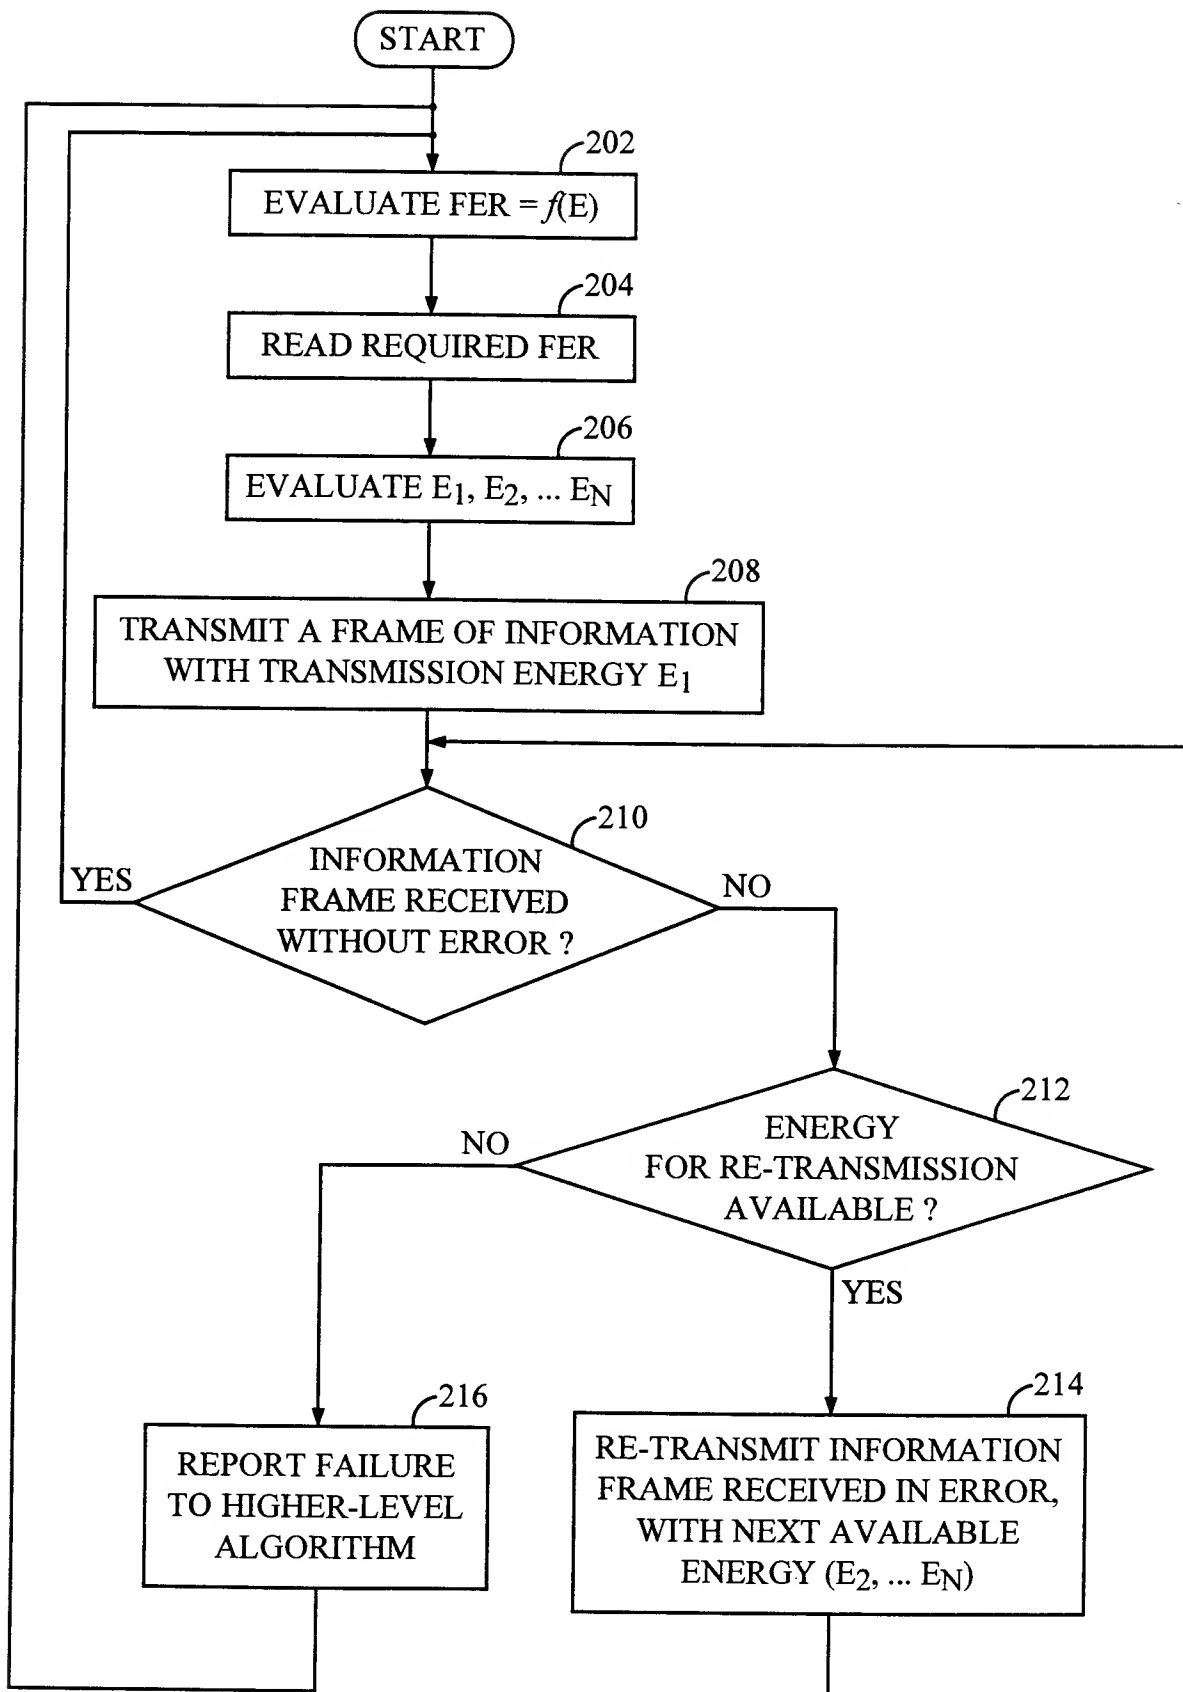 START
202
EVALUATE FER = f(E)
204
READ REQUIRED FER
206
EVALUATE E1, E2, ... EN
208
TRANSMIT A FRAME OF INFORMATION
WITH TRANSMISSION ENERGY E1
210
INFORMATION
FRAME RECEIVED
WITHOUT ERROR ?
YES
NO
212
ENERGY
FOR RE-TRANSMISSION
AVAILABLE ?
NO
YES
216
REPORT FAILURE
TO HIGHER-LEVEL
ALGORITHM
214
RE-TRANSMIT INFORMATION
FRAME RECEIVED IN ERROR,
WITH NEXT AVAILABLE
ENERGY (E2, ... EN)